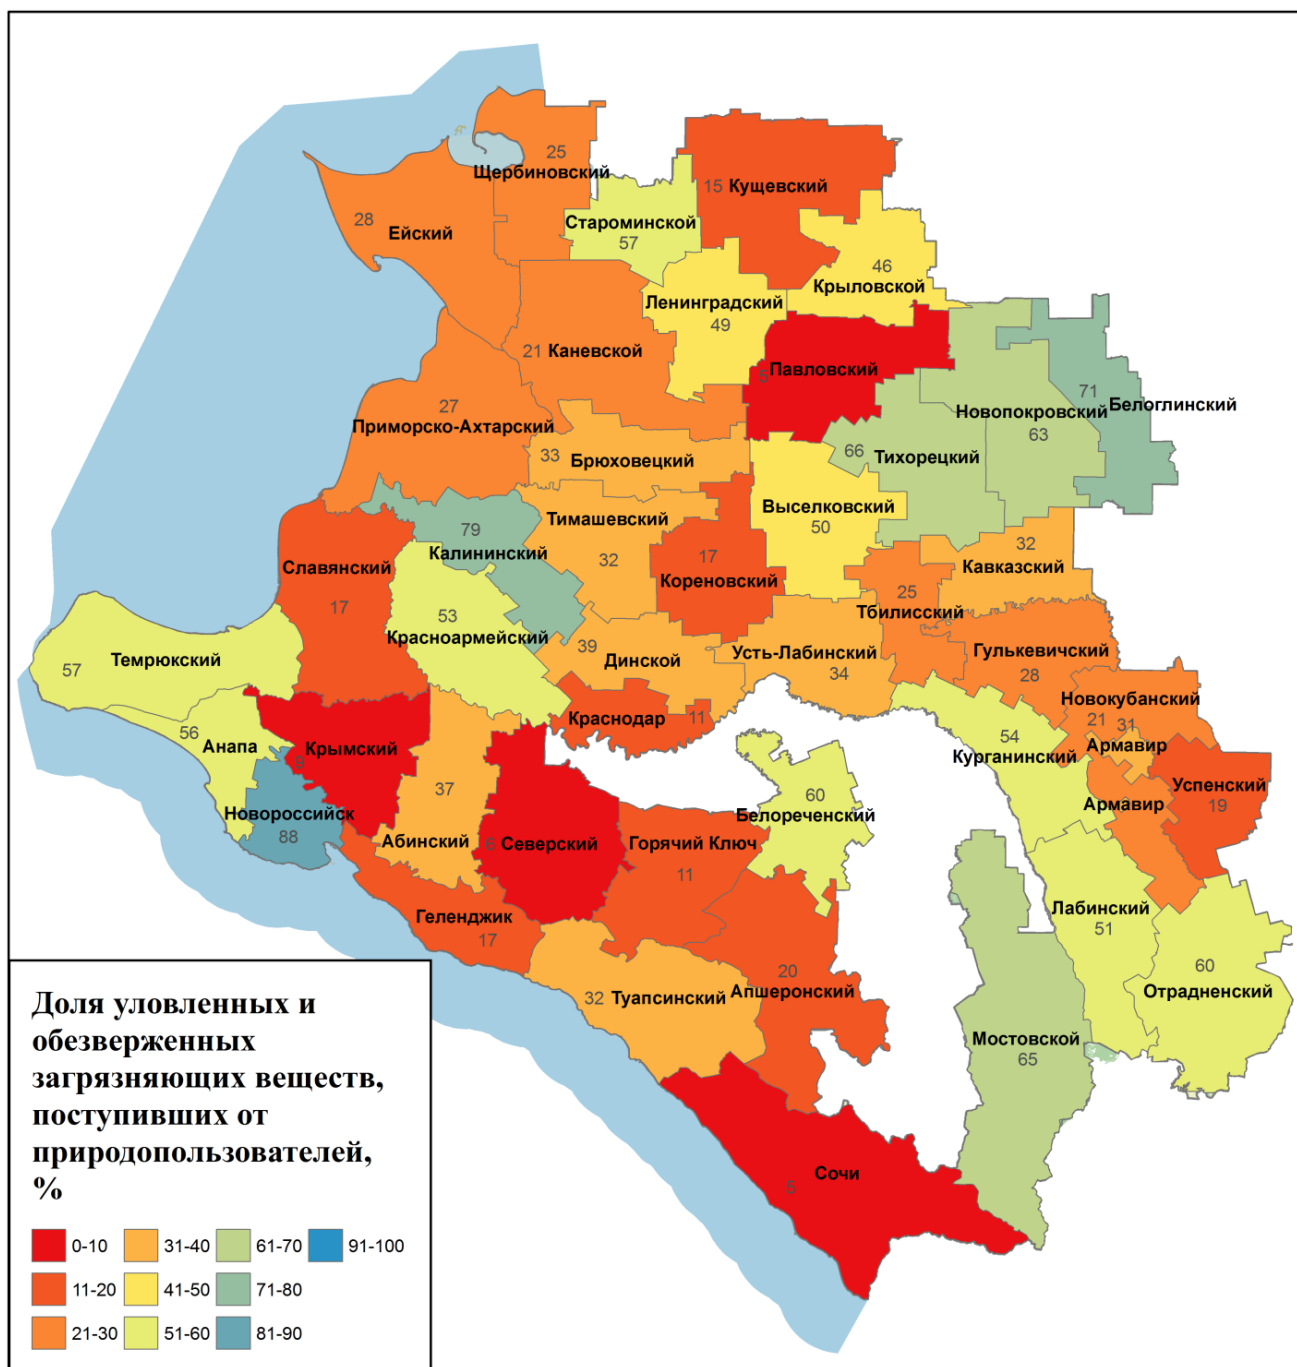 25
Щербиновский
15 Кущевский
28
Ейский
Староминской
57
46
Крыловской
Ленинградский
49
21 Каневской
Павловский
5
71
Белоглинский
Новопокровский
63
27
Приморско-Ахтарский
33
Брюховецкий
66
Тихорецкий
Выселковский
50
Тимашевский
32
79
Калининский
17
Кореновский
32
Кавказский
Славянский
17
25
Тбилисский
53
Красноармейский
39
Динской
Усть-Лабинский
34
Гулькевичский
28
Темрюкский
57
Новокубанский
21
31
Армавир
Краснодар 11
54
Курганинский
56
Анапа
Крымский
9
37
Абинский
Новороссийск
88
60
Белореченский
Армавир
Успенский
19
6 Северский
Горячий Ключ
11
Геленджик
17
Лабинский
51
60
Отрадненский
32 Туапсинский
20
Апшеронский
Мостовской
65
Сочи
5
Доля уловленных и
обезверженных
загрязняющих веществ,
поступивших от
природопользователей,
%
0-10 31-40 61-70 91-100
11-20 41-50 71-80
21-30 51-60 81-90